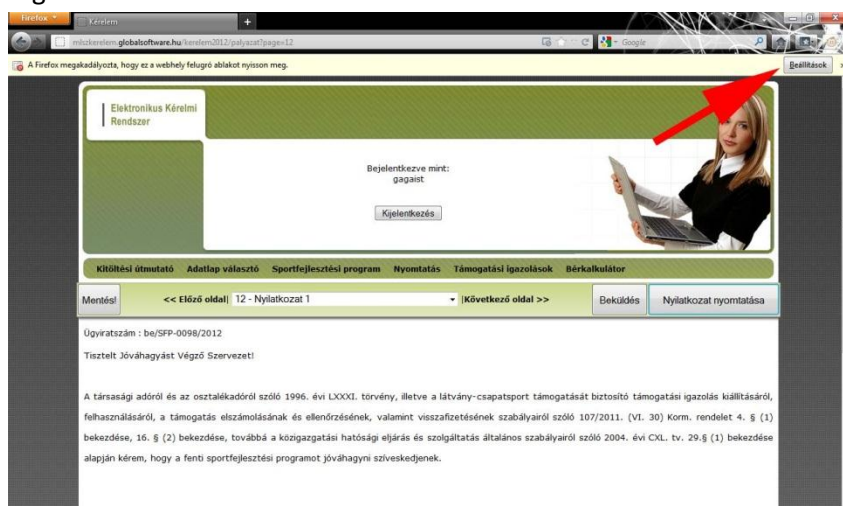 Firefox
Kérelem
mlszkerelem.globalsoftware.hu/kerelem2012/palyazat?page=12
Google
A Firefox megakadályozta, hogy ez a webhely felugró ablakot nyisson meg.
Beállítások
Elektronikus Kérelmi
Rendszer
Bejelentkezve mint:
gagaist
Kijelentkezés
Kitöltési útmutató Adatlap választó Sportfejlesztési program Nyomtatás Támogatási igazolások Bérkalkulátor
Mentés! << Előző oldal| 12 - Nyilatkozat 1 |Következő oldal >> Beküldés Nyilatkozat nyomtatása
Ügyiratszám : be/SFP-0098/2012
Tisztelt Jóváhagyást Végző Szervezet!
A társasági adóról és az osztalékadóról szóló 1996. évi LXXXI. törvény, illetve a látvány-csapatsport támogatását biztosító támogatási igazolás kiállításáról,
felhasználásáról, a támogatás elszámolásának és ellenőrzésének, valamint visszafizetésének szabályairól szóló 107/2011. (VI. 30) Korm. rendelet 4. § (1)
bekezdése, 16. § (2) bekezdése, továbbá a közigazgatási hatósági eljárás és szolgáltatás általános szabályairól szóló 2004. évi CXL. tv. 29.§ (1) bekezdése
alapján kérem, hogy a fenti sportfejlesztési programot jóváhagyni szíveskedjenek.